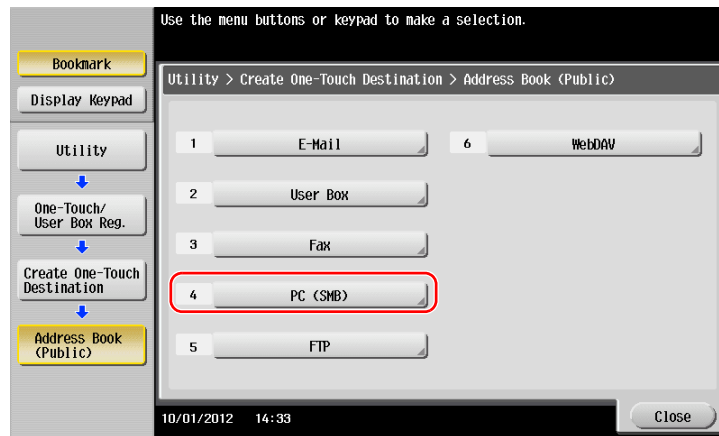 Use the menu buttons or keypad to make a selection.
Bookmark
Display Keypad
Utility
One-Touch/
User Box Reg.
Create One-Touch
Destination
Address Book
(Public)
Utility > Create One-Touch Destination > Address Book (Public)
1 E-Mail
2 User Box
3 Fax
4 PC (SMB)
5 FTP
6 WebDAV
10/01/2012 14:33
Close